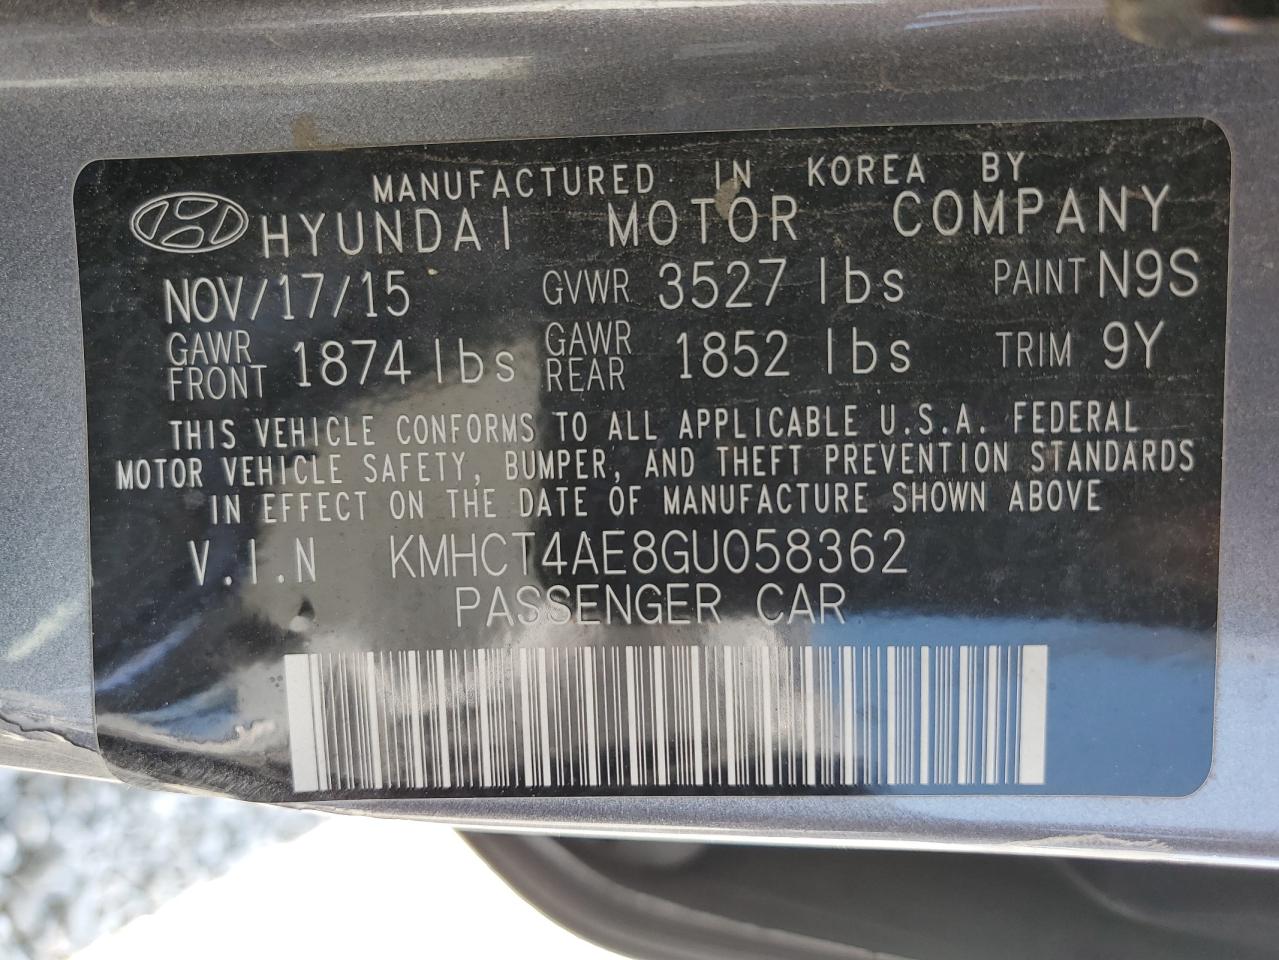 MANUFACTURED IN KOREA BY
HYUNDAI MOTOR COMPANY
NOV/17/15 GVWR 3527 lbs PAINT N9S
GAWR FRONT 1874 lbs GAWR REAR 1852 lbs TRIM 9Y
THIS VEHICLE CONFORMS TO ALL APPLICABLE U.S.A. FEDERAL
MOTOR VEHICLE SAFETY, BUMPER, AND THEFT PREVENTION STANDARDS
IN EFFECT ON THE DATE OF MANUFACTURE SHOWN ABOVE
V.I.N KMHCT4AE8GU058362
PASSENGER CAR